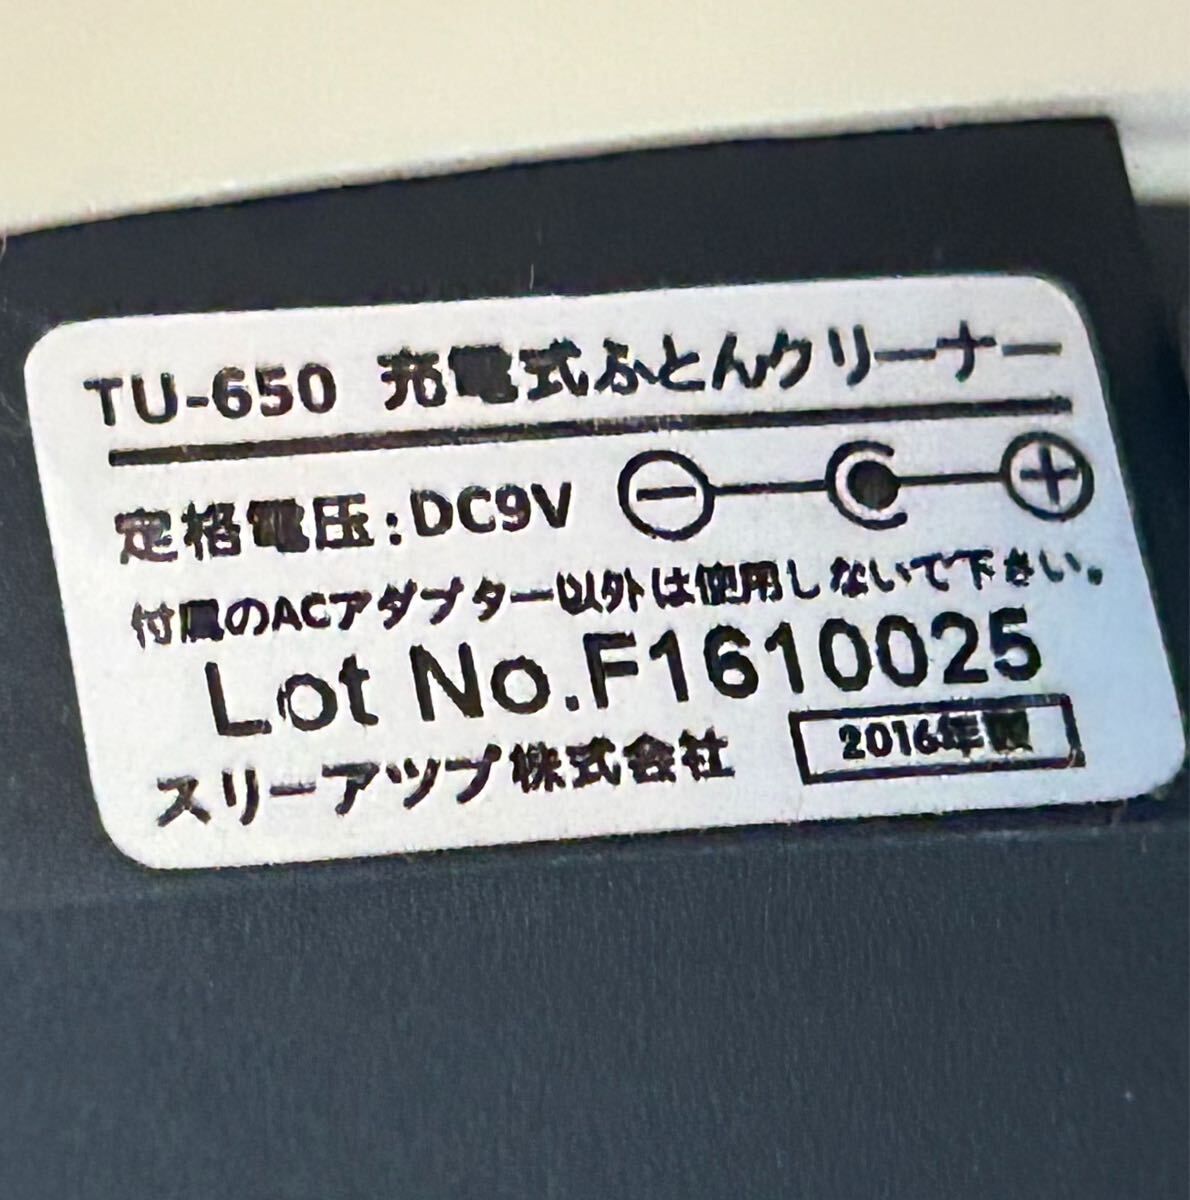 TU-650 充電式ふとんクリーナー
定格電圧:DC9V
付属のACアダプター以外は使用しないで下さい。
Lot No.F1610025
スリーアップ株式会社
2016年製